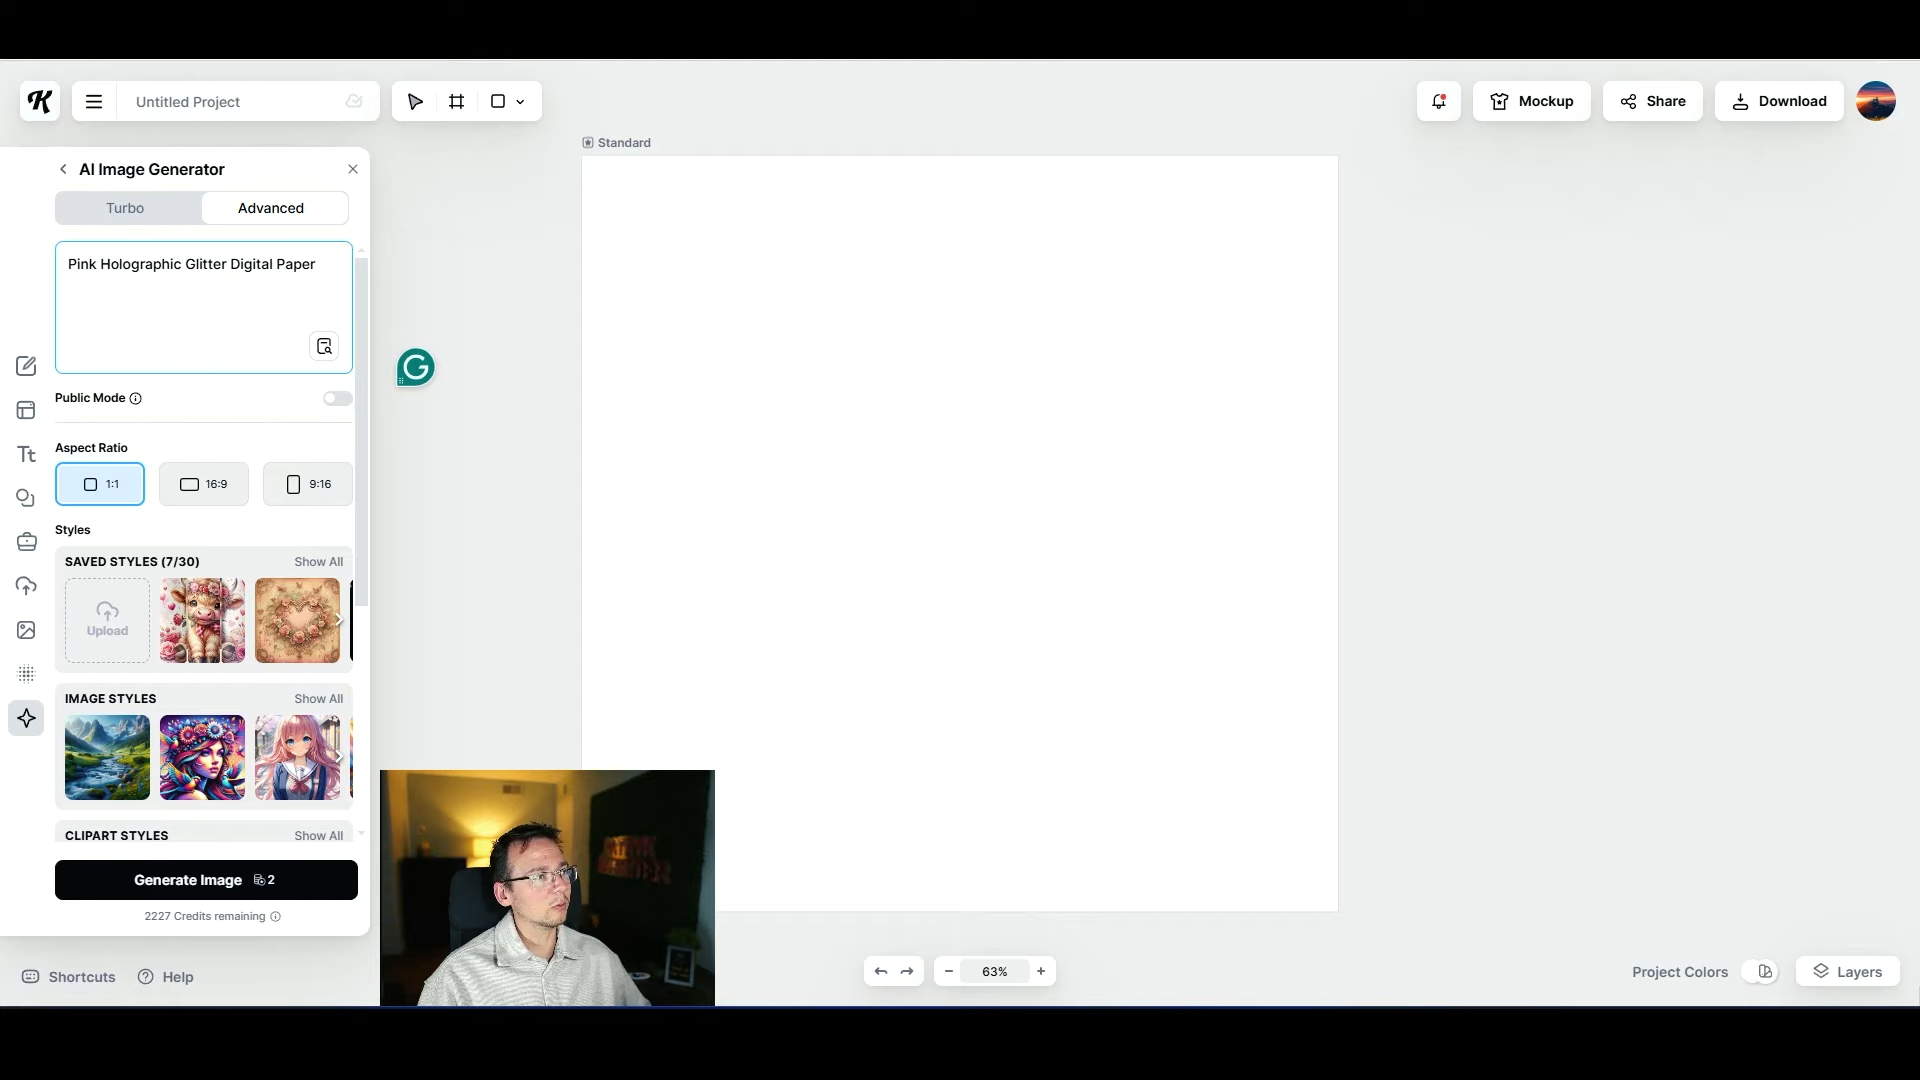 K
Untitled Project
Mockup
Share
Download
Standard
AI Image Generator
Turbo
Advanced
Pink Holographic Glitter Digital Paper
Public Mode
Aspect Ratio
1:1
16:9
9:16
Styles
SAVED STYLES (7/30)
Show All
Upload
IMAGE STYLES
Show All
CLIPART STYLES
Show All
Generate Image 2
2227 Credits remaining
Shortcuts
Help
63%
Project Colors
Layers
Tt
G